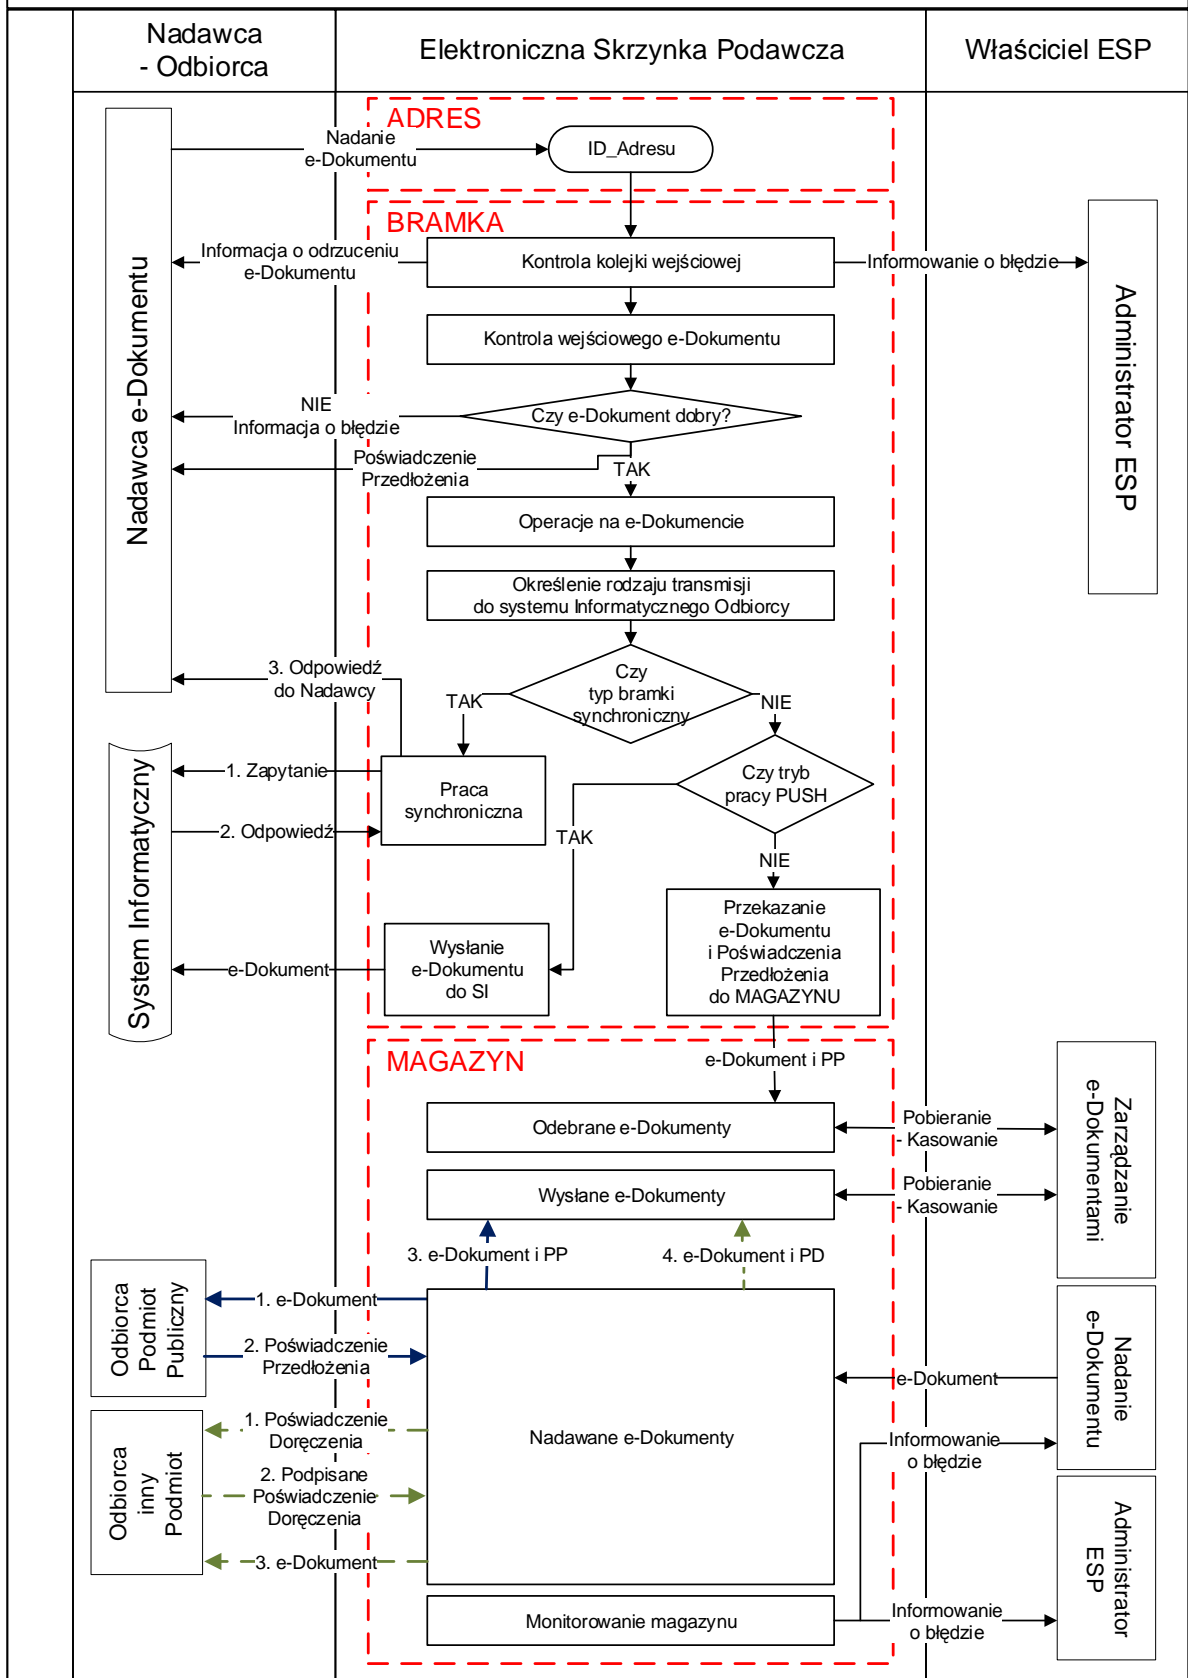 Nadawca
- Odbiorca
Elektroniczna Skrzynka Podawcza
Właściciel ESP
ADRES
Nadanie
e-Dokumentu
ID_Adresu
BRAMKA
Nadawca e-Dokumentu
Informacja o odrzuceniu
e-Dokumentu
Kontrola kolejki wejściowej
Informowanie o błędzie
Administrator ESP
Kontrola wejściowego e-Dokumentu
NIE
Informacja o błędzie
Czy e-Dokument dobry?
Poświadczenie
Przedłożenia
TAK
Operacje na e-Dokumencie
Określenie rodzaju transmisji
do systemu Informatycznego Odbiorcy
3. Odpowiedź
do Nadawcy
Czy
typ bramki
synchroniczny
TAK
NIE
System Informatyczny
1. Zapytanie
2. Odpowiedź
Praca
synchroniczna
Czy tryb
pracy PUSH
TAK
NIE
e-Dokument
Wysłanie
e-Dokumentu
do SI
Przekazanie
e-Dokumentu
i Poświadczenia
Przedłożenia
do MAGAZYNU
MAGAZYN
e-Dokument i PP
Odebrane e-Dokumenty
Pobieranie
- Kasowanie
Zarządzanie
e-Dokumentami
Wysłane e-Dokumenty
Pobieranie
- Kasowanie
3. e-Dokument i PP
4. e-Dokument i PD
Odbiorca
Podmiot
Publiczny
1. e-Dokument
2. Poświadczenie
Przedłożenia
Nadawane e-Dokumenty
e-Dokument
Nadanie
e-Dokumentu
Odbiorca
inny
Podmiot
1. Poświadczenie
Doręczenia
2. Podpisane
Poświadczenie
Doręczenia
3. e-Dokument
Informowanie
o błędzie
Monitorowanie magazynu
Informowanie
o błędzie
Administrator
ESP